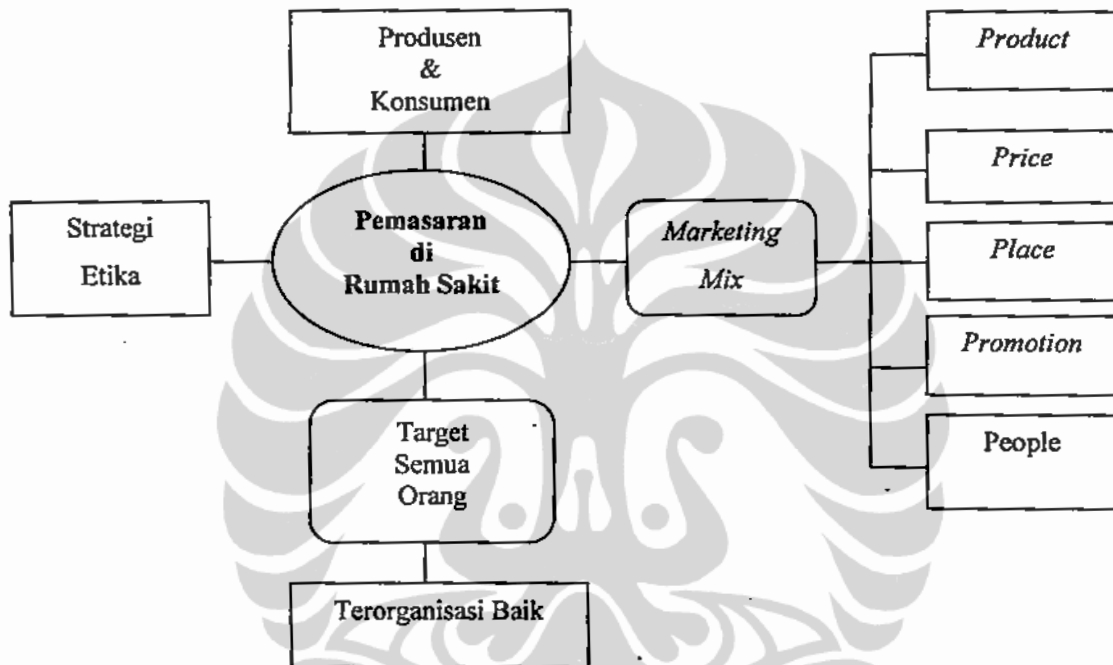 Produsen
&
Konsumen
Product
Price
Strategi
Etika
Pemasaran
di
Rumah Sakit
Marketing
Mix
Place
Promotion
Target
Semua
Orang
People
Terorganisasi Baik